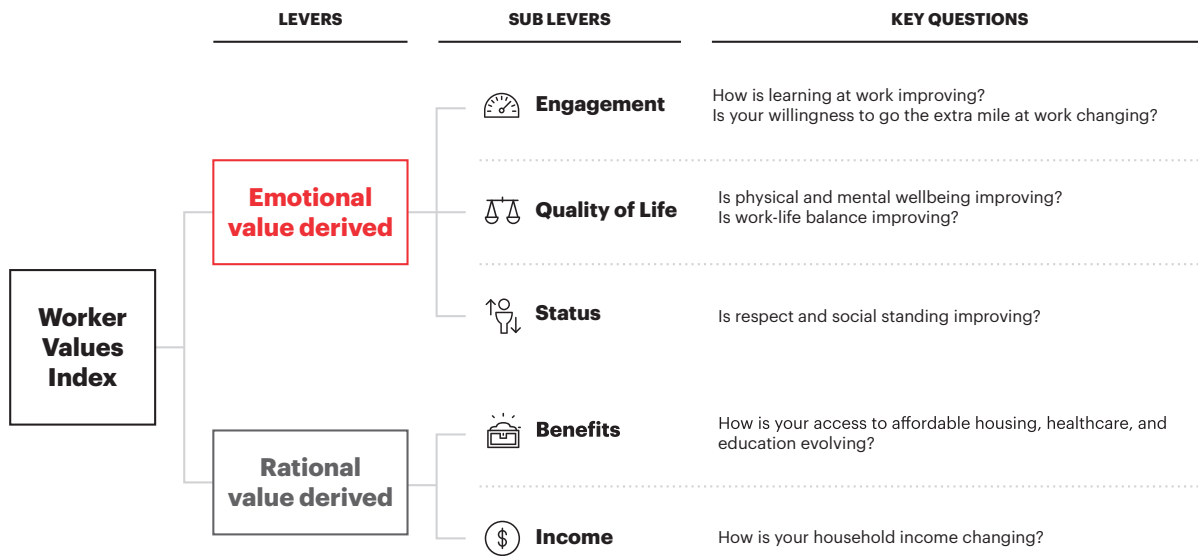 LEVERS
SUB LEVERS
KEY QUESTIONS
Engagement
How is learning at work improving?
Is your willingness to go the extra mile at work changing?
Emotional
value derived
Quality of Life
Is physical and mental wellbeing improving?
Is work-life balance improving?
Worker
Values
Index
Status
Is respect and social standing improving?
Rational
value derived
Benefits
How is your access to affordable housing, healthcare, and
education evolving?
Income
How is your household income changing?
$